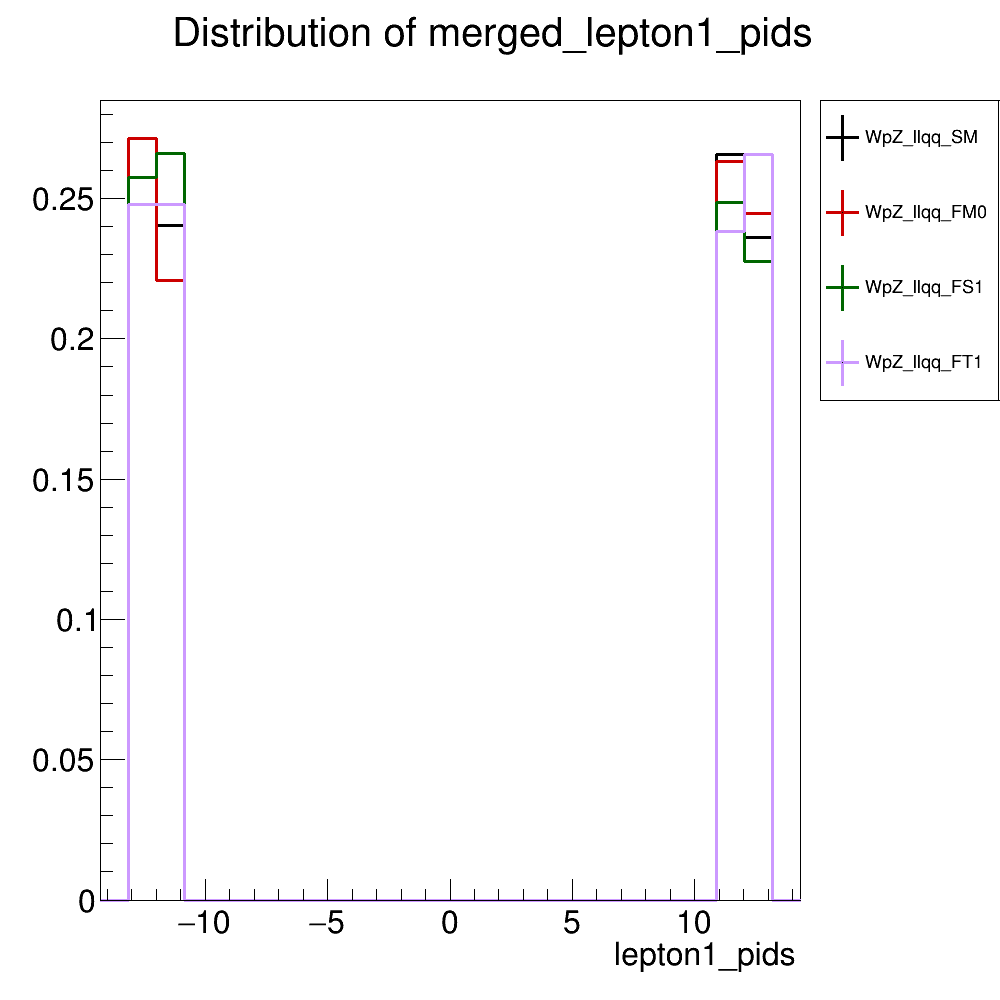 Distribution of merged_lepton1_pids
WpZ_llqq_SM
WpZ_llqq_FM0
WpZ_llqq_FS1
WpZ_llqq_FT1
0.25
0.2
0.15
0.1
0.05
0
−10 −5 0 5 10
lepton1_pids